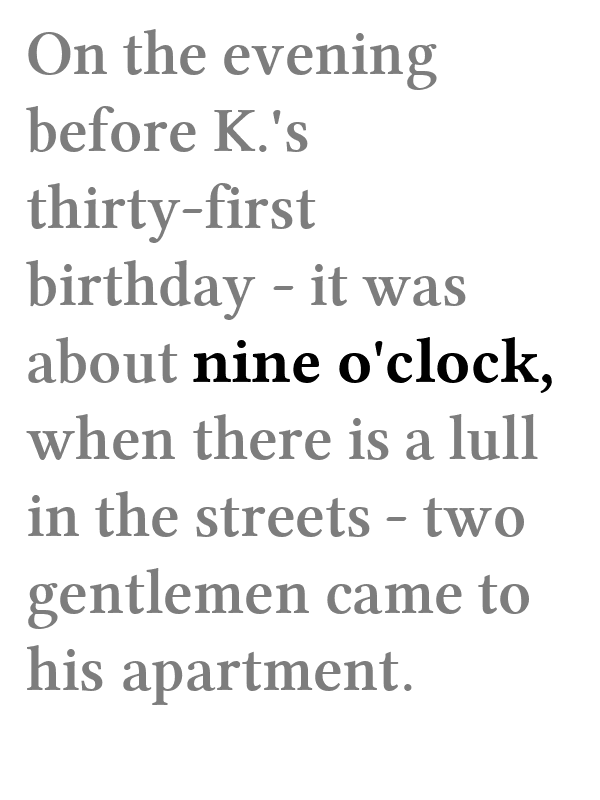 On the evening
before K.'s
thirty-first
birthday - it was
about nine o'clock,
when there is a lull
in the streets - two
gentlemen came to
his apartment.